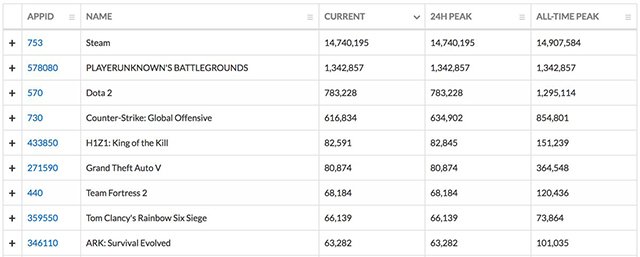 APPID NAME CURRENT 24H PEAK ALL-TIME PEAK
+ 753 Steam 14,740,195 14,740,195 14,907,584
+ 578080 PLAYERUNKNOWN'S BATTLEGROUNDS 1,342,857 1,342,857 1,342,857
+ 570 Dota 2 783,228 783,228 1,295,114
+ 730 Counter-Strike: Global Offensive 616,834 634,902 854,801
+ 433850 H1Z1: King of the Kill 82,591 82,845 151,239
+ 271590 Grand Theft Auto V 80,874 80,874 364,548
+ 440 Team Fortress 2 68,184 68,184 120,436
+ 359550 Tom Clancy's Rainbow Six Siege 66,139 66,139 73,864
+ 346110 ARK: Survival Evolved 63,282 63,282 101,035